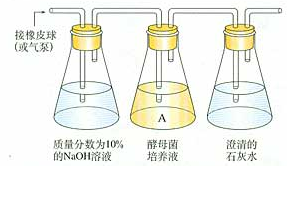 接橡皮球
(或气泵)
A
质量分数为10%
的NaOH溶液
酵母菌
培养液
澄清的
石灰水